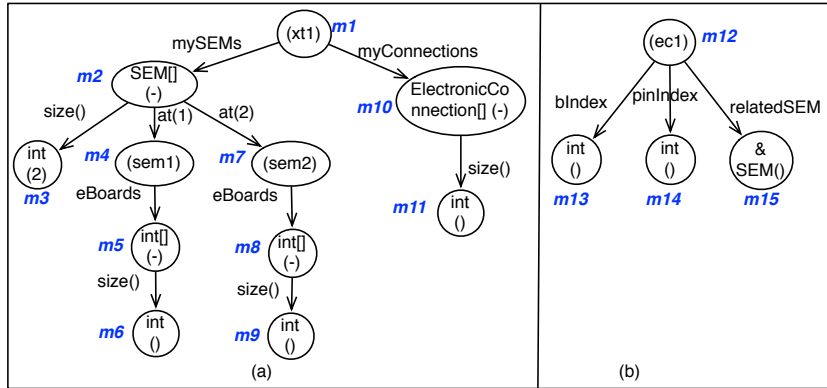 (xt1)
m1
mySEMs
myConnections
m2
SEM[]
(-)
ElectronicCo
nnection[] (-)
m10
size()
at(1)
at(2)
int
(2)
m3
m4
(sem1)
m7
(sem2)
size()
int
()
m11
eBoards
eBoards
m5
int[]
(-)
m8
int[]
(-)
size()
size()
m6
int
()
m9
int
()
(a)
(ec1)
m12
bIndex
pinIndex
relatedSEM
int
()
m13
int
()
m14
&
SEM()
m15
(b)